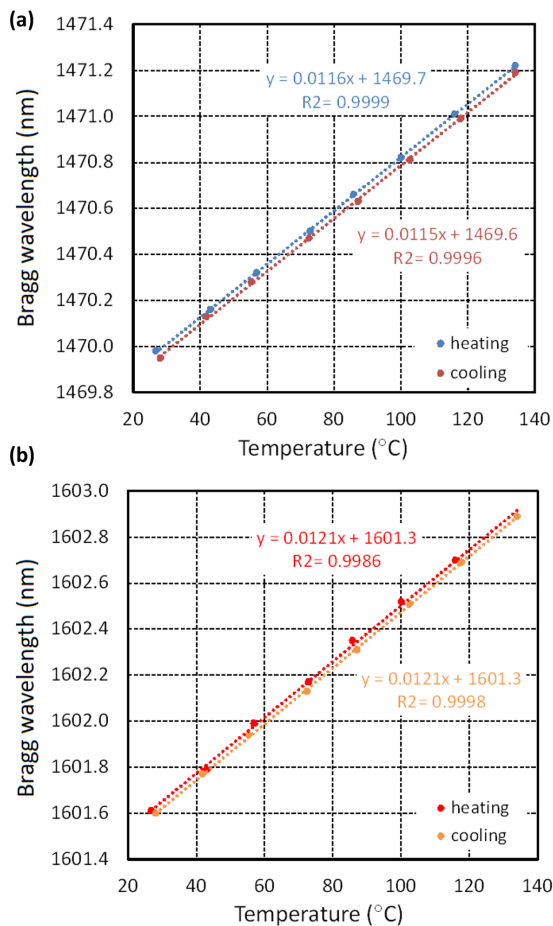 (a)
1471.4
1471.2
1471.0
1470.8
1470.6
1470.4
1470.2
1470.0
1469.8
Bragg wavelength (nm)
y = 0.0116x + 1469.7
R2= 0.9999
y = 0.0115x + 1469.6
R2= 0.9996
heating
cooling
20 40 60 80 100 120 140
Temperature (°C)
(b)
1603.0
1602.8
1602.6
1602.4
1602.2
1602.0
1601.8
1601.6
1601.4
Bragg wavelength (nm)
y = 0.0121x + 1601.3
R2= 0.9986
y = 0.0121x + 1601.3
R2= 0.9998
heating
cooling
20 40 60 80 100 120 140
Temperature (°C)